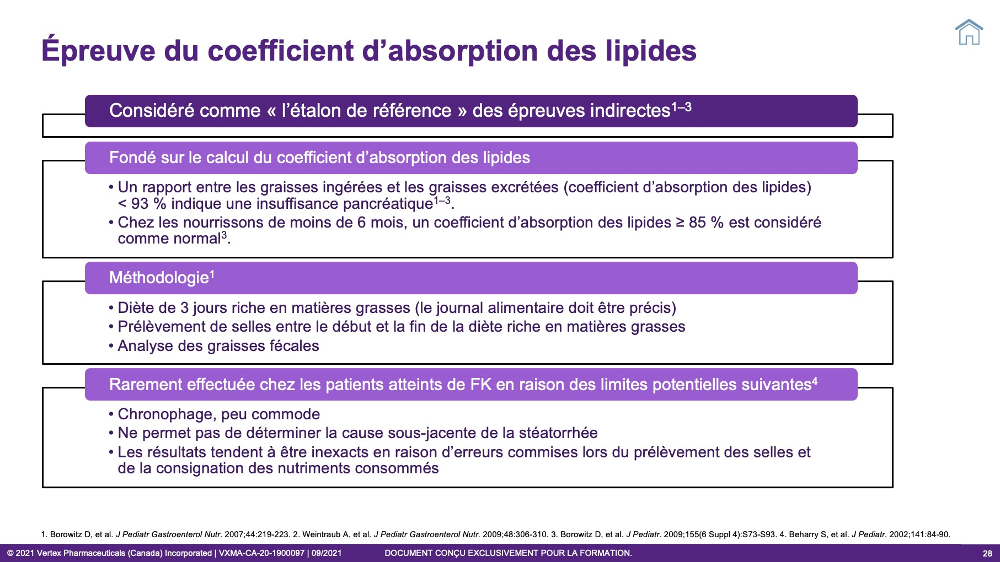 Épreuve du coefficient d’absorption des lipides
Considéré comme « l’étalon de référence » des épreuves indirectes1–3
Fondé sur le calcul du coefficient d’absorption des lipides
• Un rapport entre les graisses ingérées et les graisses excrétées (coefficient d’absorption des lipides)
< 93 % indique une insuffisance pancréatique1–3.
• Chez les nourrissons de moins de 6 mois, un coefficient d’absorption des lipides ≥ 85 % est considéré
comme normal3.
Méthodologie1
• Diète de 3 jours riche en matières grasses (le journal alimentaire doit être précis)
• Prélèvement de selles entre le début et la fin de la diète riche en matières grasses
• Analyse des graisses fécales
Rarement effectuée chez les patients atteints de FK en raison des limites potentielles suivantes4
• Chronophage, peu commode
• Ne permet pas de déterminer la cause sous-jacente de la stéatorrhée
• Les résultats tendent à être inexacts en raison d’erreurs commises lors du prélèvement des selles et
de la consignation des nutriments consommés
1. Borowitz D, et al. J Pediatr Gastroenterol Nutr. 2007;44:219-223. 2. Weintraub A, et al. J Pediatr Gastroenterol Nutr. 2009;48:306-310. 3. Borowitz D, et al. J Pediatr. 2009;155(6 Suppl 4):S73-S93. 4. Beharry S, et al. J Pediatr. 2002;141:84-90.
© 2021 Vertex Pharmaceuticals (Canada) Incorporated | VXMA-CA-20-1900097 | 09/2021 DOCUMENT CONÇU EXCLUSIVEMENT POUR LA FORMATION. 28